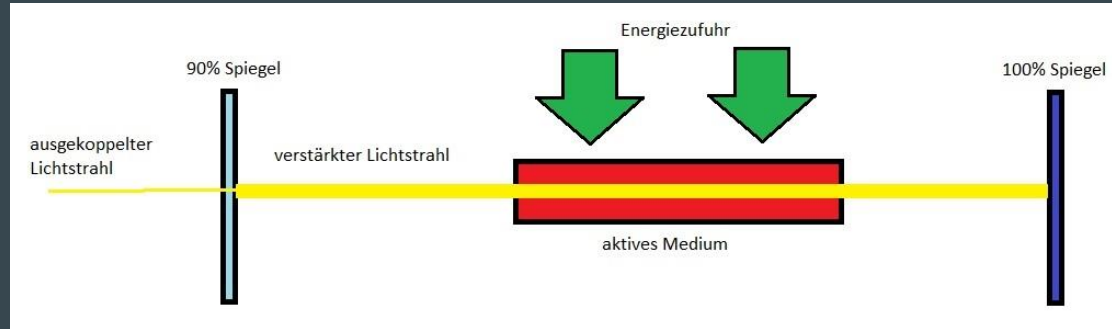 Energiezufuhr
90% Spiegel
100% Spiegel
ausgekoppelter
Lichtstrahl
verstärkter Lichtstrahl
aktives Medium